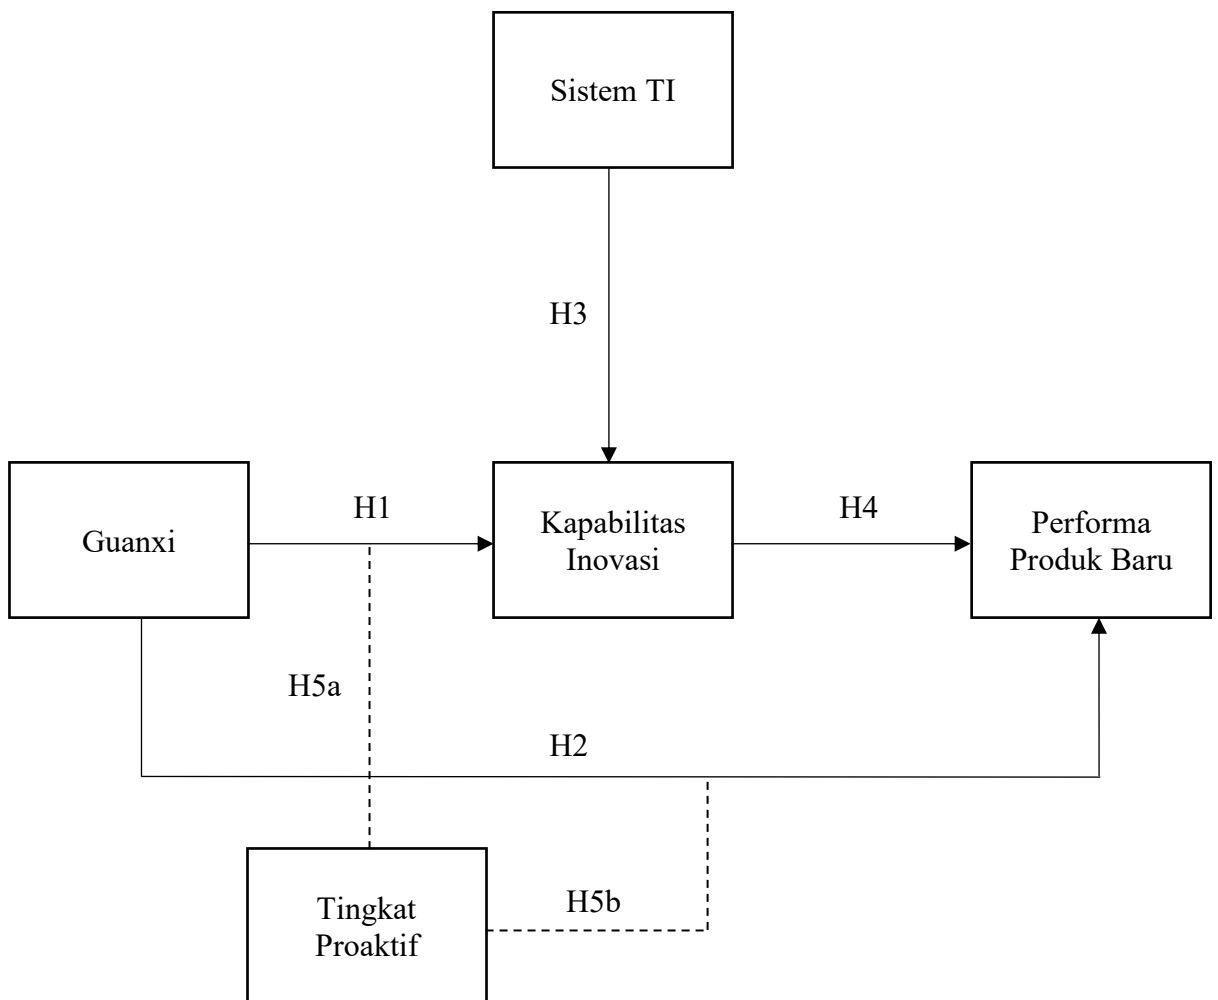 Sistem TI
H3
Guanxi
H1
Kapabilitas
Inovasi
H4
Performa
Produk Baru
H5a
H2
Tingkat
Proaktif
H5b